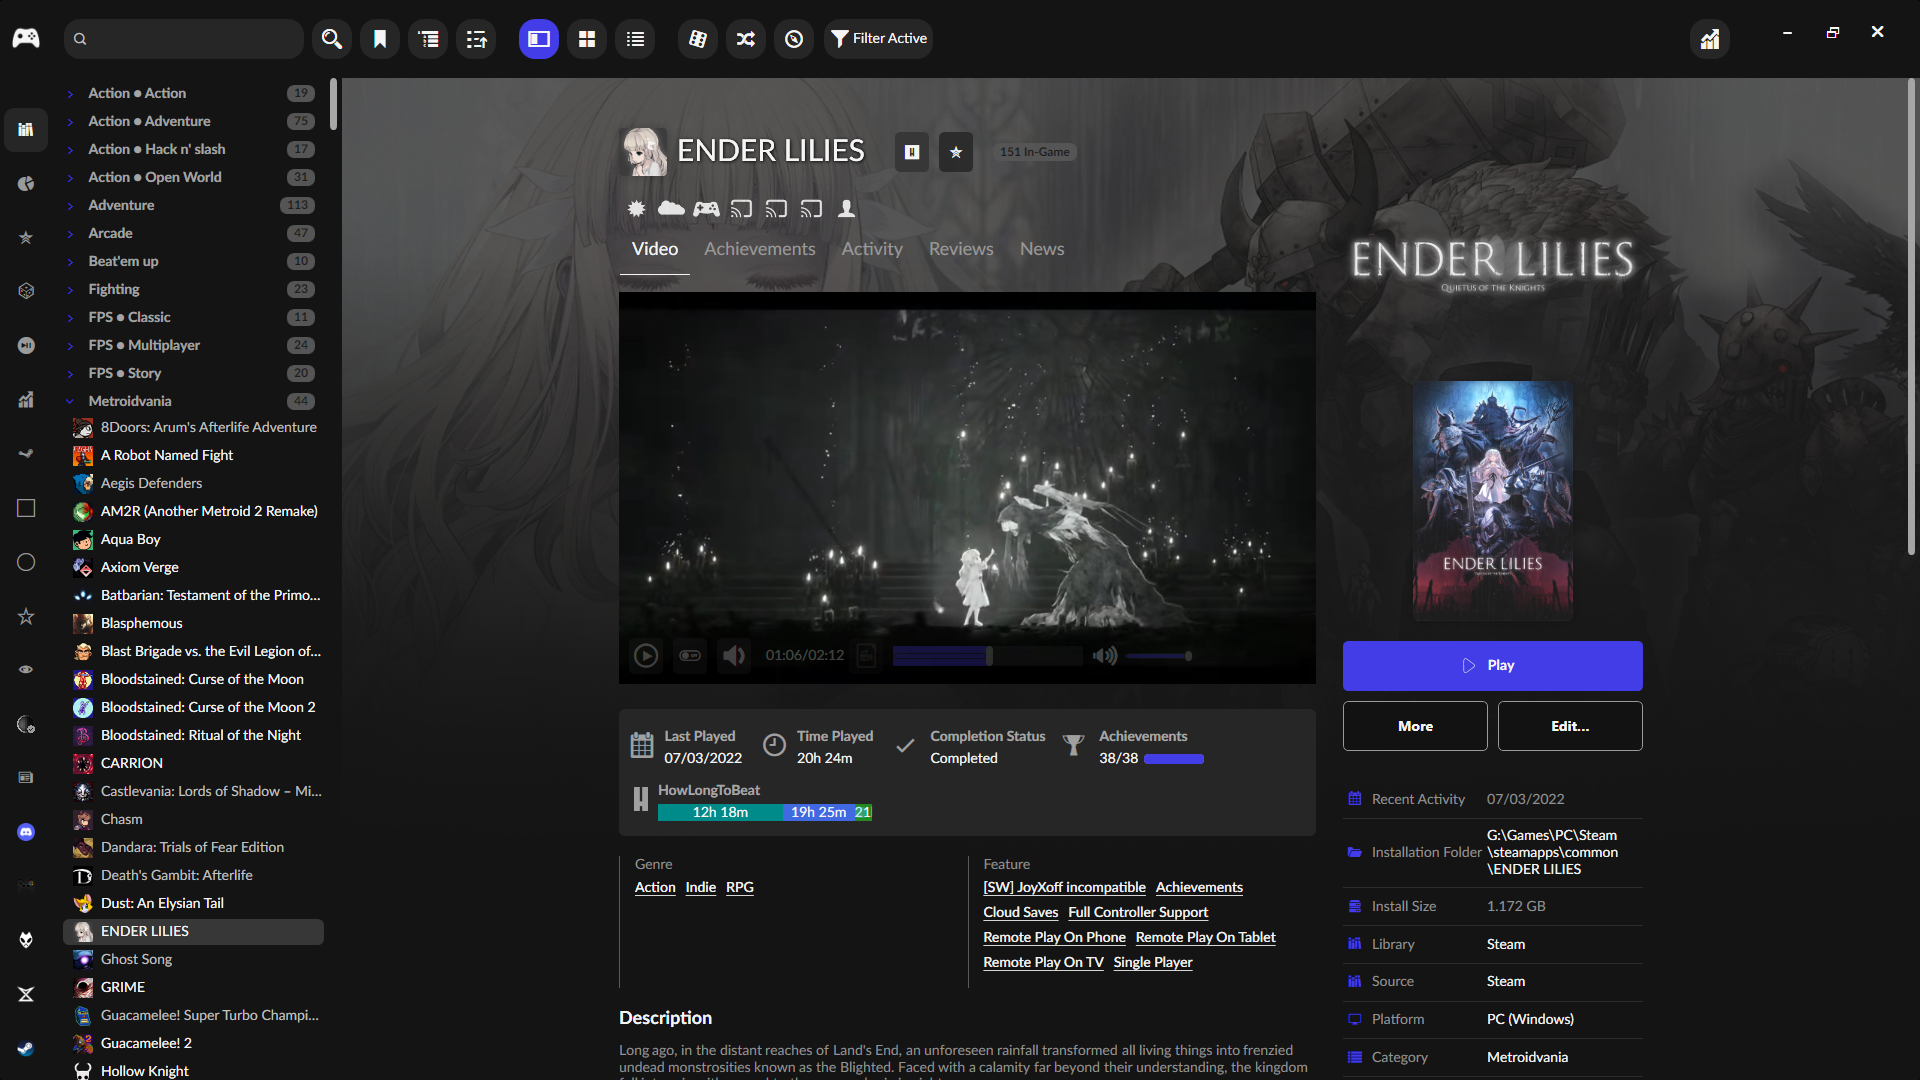 Filter Active
Action ● Action 19
Action ● Adventure 75
Action ● Hack n' slash 17
Action ● Open World 31
Adventure 113
Arcade 47
Beat'em up 10
Fighting 23
FPS ● Classic 11
FPS ● Multiplayer 24
FPS ● Story 20
Metroidvania 44
8Doors: Arum's Afterlife Adventure
A Robot Named Fight
Aegis Defenders
AM2R (Another Metroid 2 Remake)
Aqua Boy
Axiom Verge
Batbarian: Testament of the Primo...
Blasphemous
Blast Brigade vs. the Evil Legion of...
Bloodstained: Curse of the Moon
Bloodstained: Curse of the Moon 2
Bloodstained: Ritual of the Night
CARRION
Castlevania: Lords of Shadow – Mi...
Chasm
Dandara: Trials of Fear Edition
Death's Gambit: Afterlife
Dust: An Elysian Tail
ENDER LILIES
Ghost Song
GRIME
Guacamelee! Super Turbo Champi...
Guacamelee! 2
Hollow Knight
ENDER LILIES
151 In-Game
Video Achievements Activity Reviews News
01:06/02:12
Last Played
07/03/2022
Time Played
20h 24m
Completion Status
Completed
Achievements
38/38
HowLongToBeat
12h 18m 19h 25m 21
Genre
Action Indie RPG
Feature
[SW] JoyXoff incompatible Achievements
Cloud Saves Full Controller Support
Remote Play On Phone Remote Play On Tablet
Remote Play On TV Single Player
Description
Long ago, in the distant reaches of Land's End, an unforeseen rainfall transformed all living things into frenzied
undead monstrosities known as the Blighted. Faced with a calamity far beyond their understanding, the kingdom
ENDER LILIES
QUIETUS OF THE KNIGHTS
ENDER LILIES
Play
More
Edit...
Recent Activity 07/03/2022
Installation Folder G:\Games\PC\Steam
\steamapps\common
\ENDER LILIES
Install Size 1.172 GB
Library Steam
Source Steam
Platform PC (Windows)
Category Metroidvania